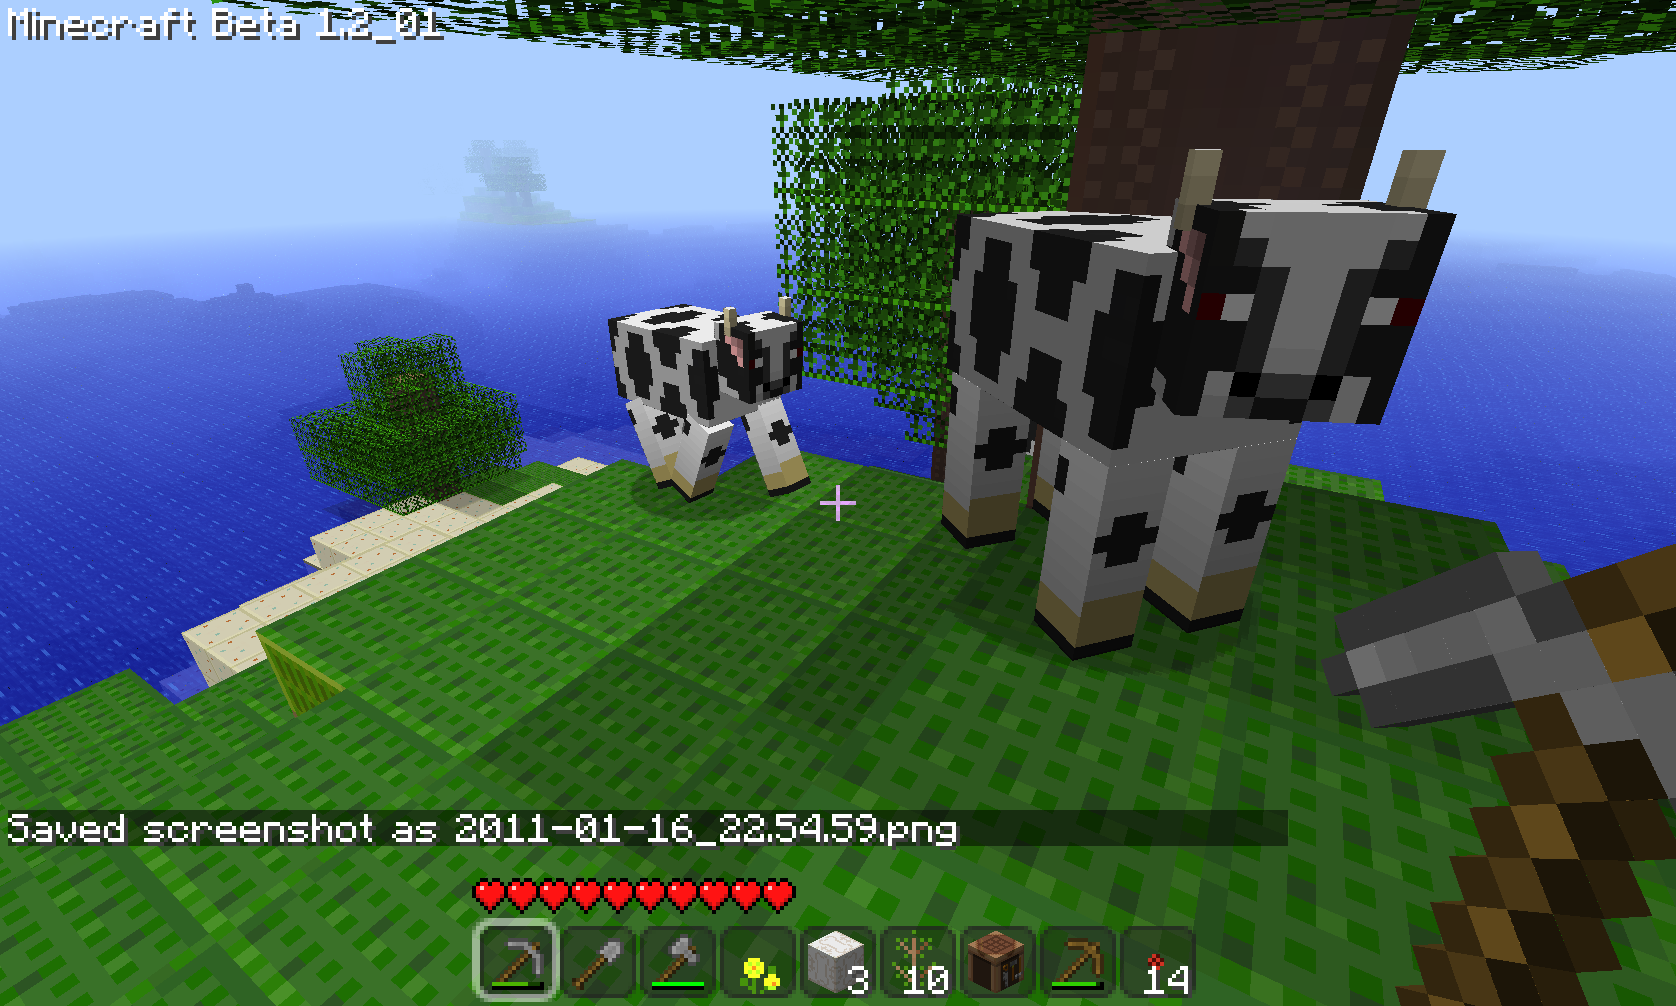 Minecraft Beta 1.2_01
Saved screenshot as 2011-01-16_22.54.59.png
3 10 14